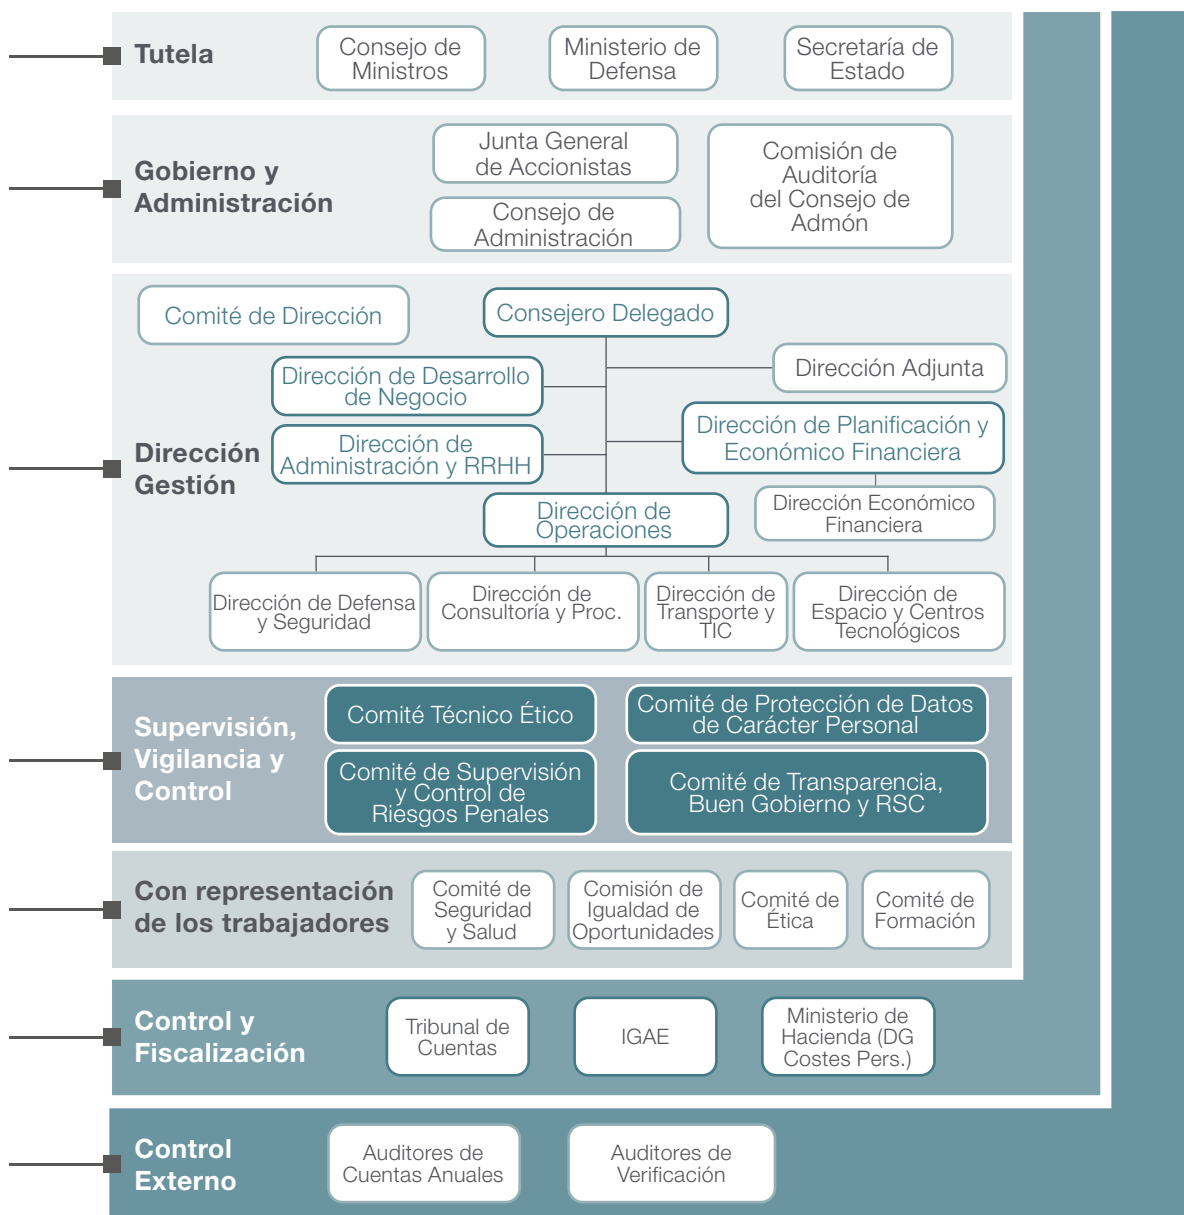 Tutela
Consejo de
Ministros
Ministerio de
Defensa
Secretaría de
Estado
Gobierno y
Administración
Junta General
de Accionistas
Consejo de
Administración
Comisión de
Auditoría
del Consejo de
Admón
Dirección
Gestión
Comité de Dirección
Consejero Delegado
Dirección de Desarrollo
de Negocio
Dirección Adjunta
Dirección de
Administración y RRHH
Dirección de Planificación y
Económico Financiera
Dirección de
Operaciones
Dirección Económico
Financiera
Dirección de Defensa
y Seguridad
Dirección de
Consultoría y Proc.
Dirección de
Transporte y
TIC
Dirección de
Espacio y Centros
Tecnológicos
Supervisión,
Vigilancia y
Control
Comité Técnico Ético
Comité de Protección de Datos
de Carácter Personal
Comité de Supervisión
y Control de
Riesgos Penales
Comité de Transparencia,
Buen Gobierno y RSC
Con representación
de los trabajadores
Comité de
Seguridad
y Salud
Comisión de
Igualdad de
Oportunidades
Comité de
Ética
Comité de
Formación
Control y
Fiscalización
Tribunal de
Cuentas
IGAE
Ministerio de
Hacienda (DG
Costes Pers.)
Control
Externo
Auditores de
Cuentas Anuales
Auditores de
Verificación